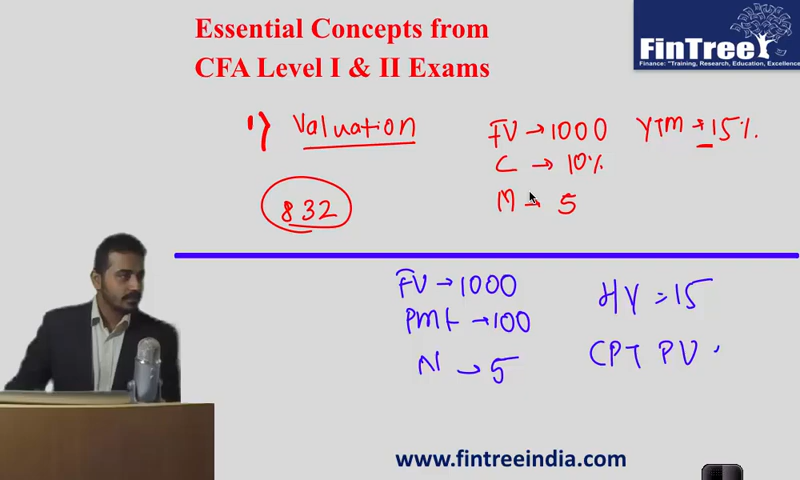 Essential Concepts from
CFA Level I & II Exams
FinTree
Finance: "Training, Research, Education, Excellence
1) Valuation
FV → 1000 YTM → 15%
C → 10%
M → 5
832
FV → 1000
PMt → 100
N → 5
IY = 15
CPT PV
www.fintreeindia.com